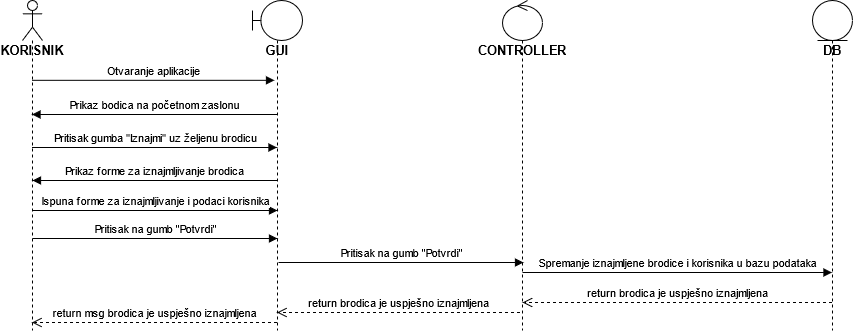 KORISNIK
GUI
CONTROLLER
DB
Otvaranje aplikacije
Prikaz bodica na početnom zaslonu
Pritisak gumba "Iznajmi" uz željenu brodicu
Prikaz forme za iznajmljivanje brodica
Ispuna forme za iznajmljivanje i podaci korisnika
Pritisak na gumb "Potvrdi"
Pritisak na gumb "Potvrdi"
Spremanje iznajmljene brodice i korisnika u bazu podataka
return brodica je uspješno iznajmljena
return brodica je uspješno iznajmljena
return msg brodica je uspješno iznajmljena